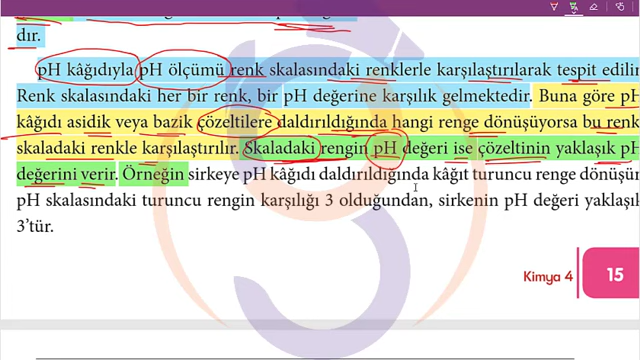 dır.
pH kâğıdıyla pH ölçümü renk skalasındaki renklerle karşılaştırılarak tespit edilir
Renk skalasındaki her bir renk, bir pH değerine karşılık gelmektedir. Buna göre pH
kâğıdı asidik veya bazik çözeltilere daldırıldığında hangi renge dönüşüyorsa bu renk
skaladaki renkle karşılaştırılır. Skaladaki rengin pH değeri ise çözeltinin yaklaşık pH
değerini verir. Örneğin sirkeye pH kâğıdı daldırıldığında kâğıt turuncu renge dönüşür
pH skalasındaki turuncu rengin karşılığı 3 olduğundan, sirkenin pH değeri yaklaşık
3’tür.
Kimya 4 15